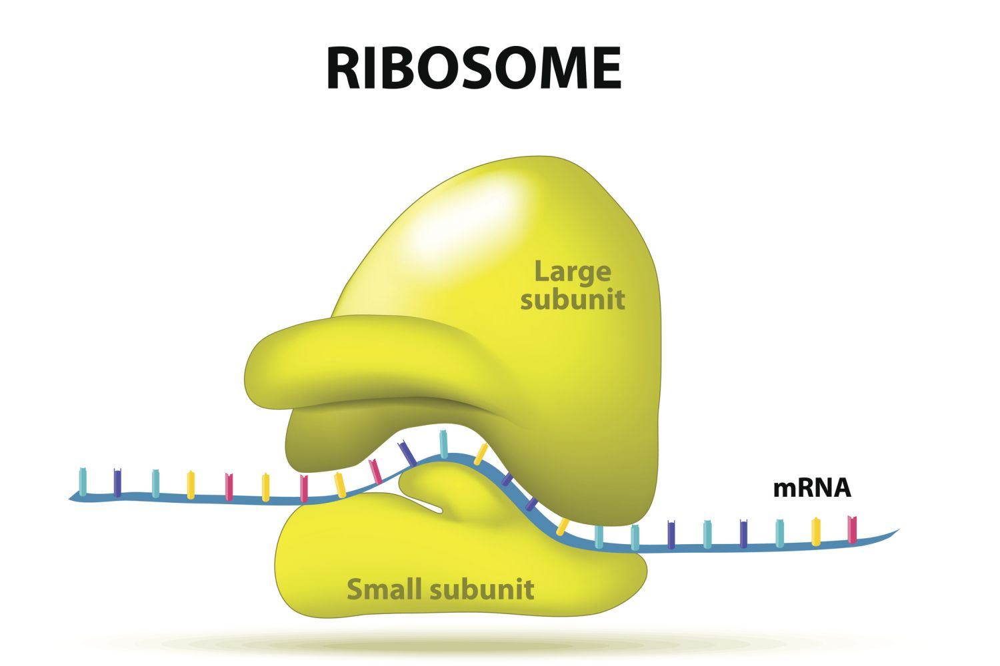 RIBOSOME
Large
subunit
mRNA
Small subunit